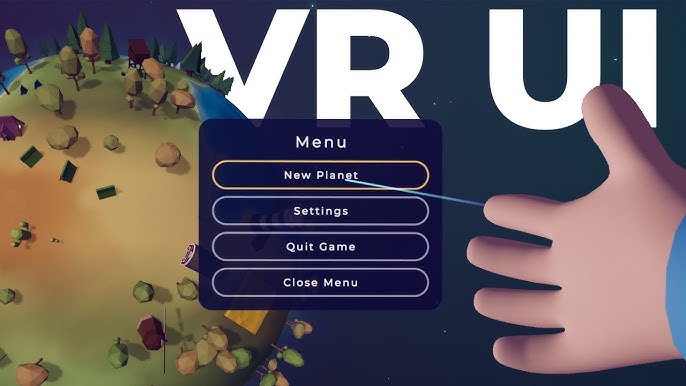 VR UI
Menu
New Planet
Settings
Quit Game
Close Menu